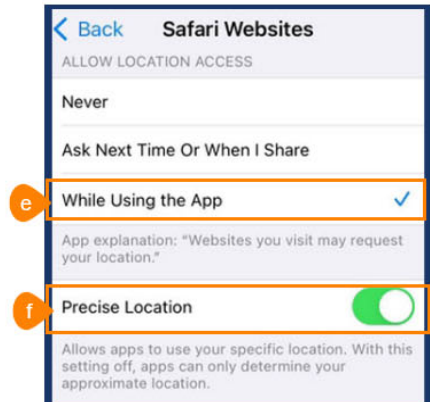 Back Safari Websites
ALLOW LOCATION ACCESS
Never
Ask Next Time Or When I Share
e While Using the App
App explanation: “Websites you visit may request
your location.”
f Precise Location
Allows apps to use your specific location. With this
setting off, apps can only determine your
approximate location.